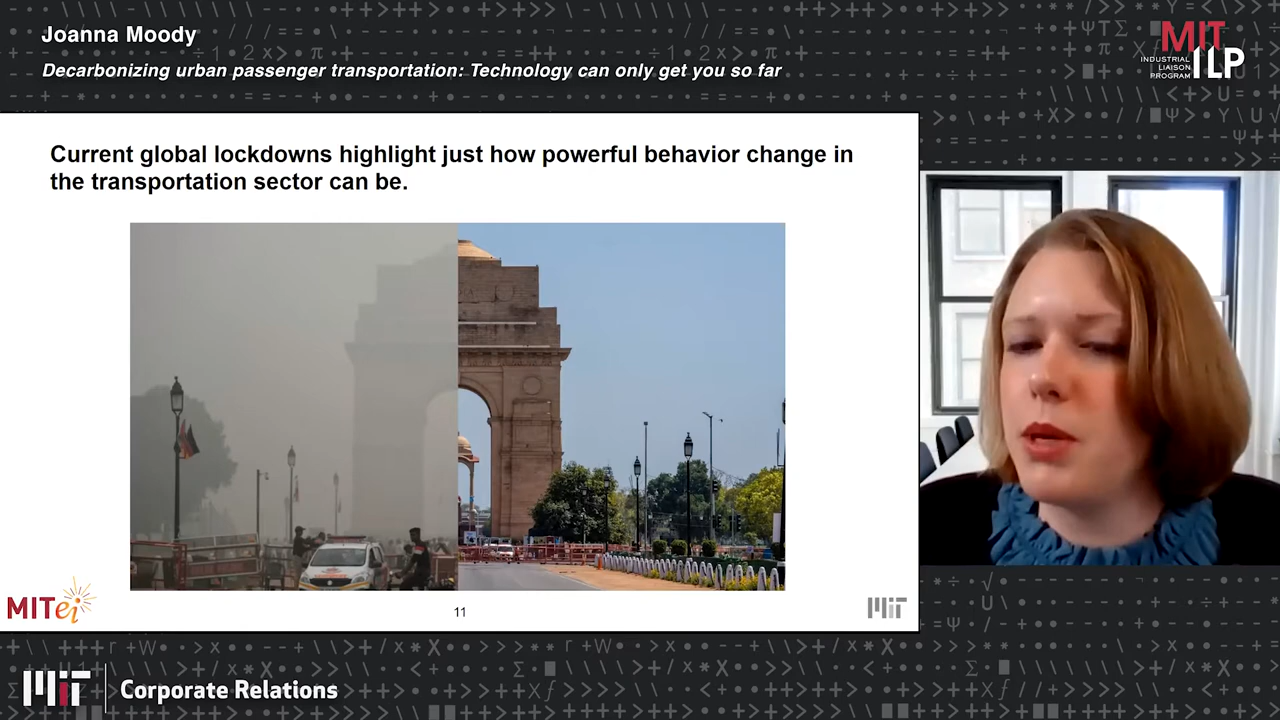 Joanna Moody
Decarbonizing urban passenger transportation: Technology can only get you so far
MIT
INDUSTRIAL
LIAISON
PROGRAM
ILP
Current global lockdowns highlight just how powerful behavior change in
the transportation sector can be.
MITei
11
MIT
MIT
Corporate Relations